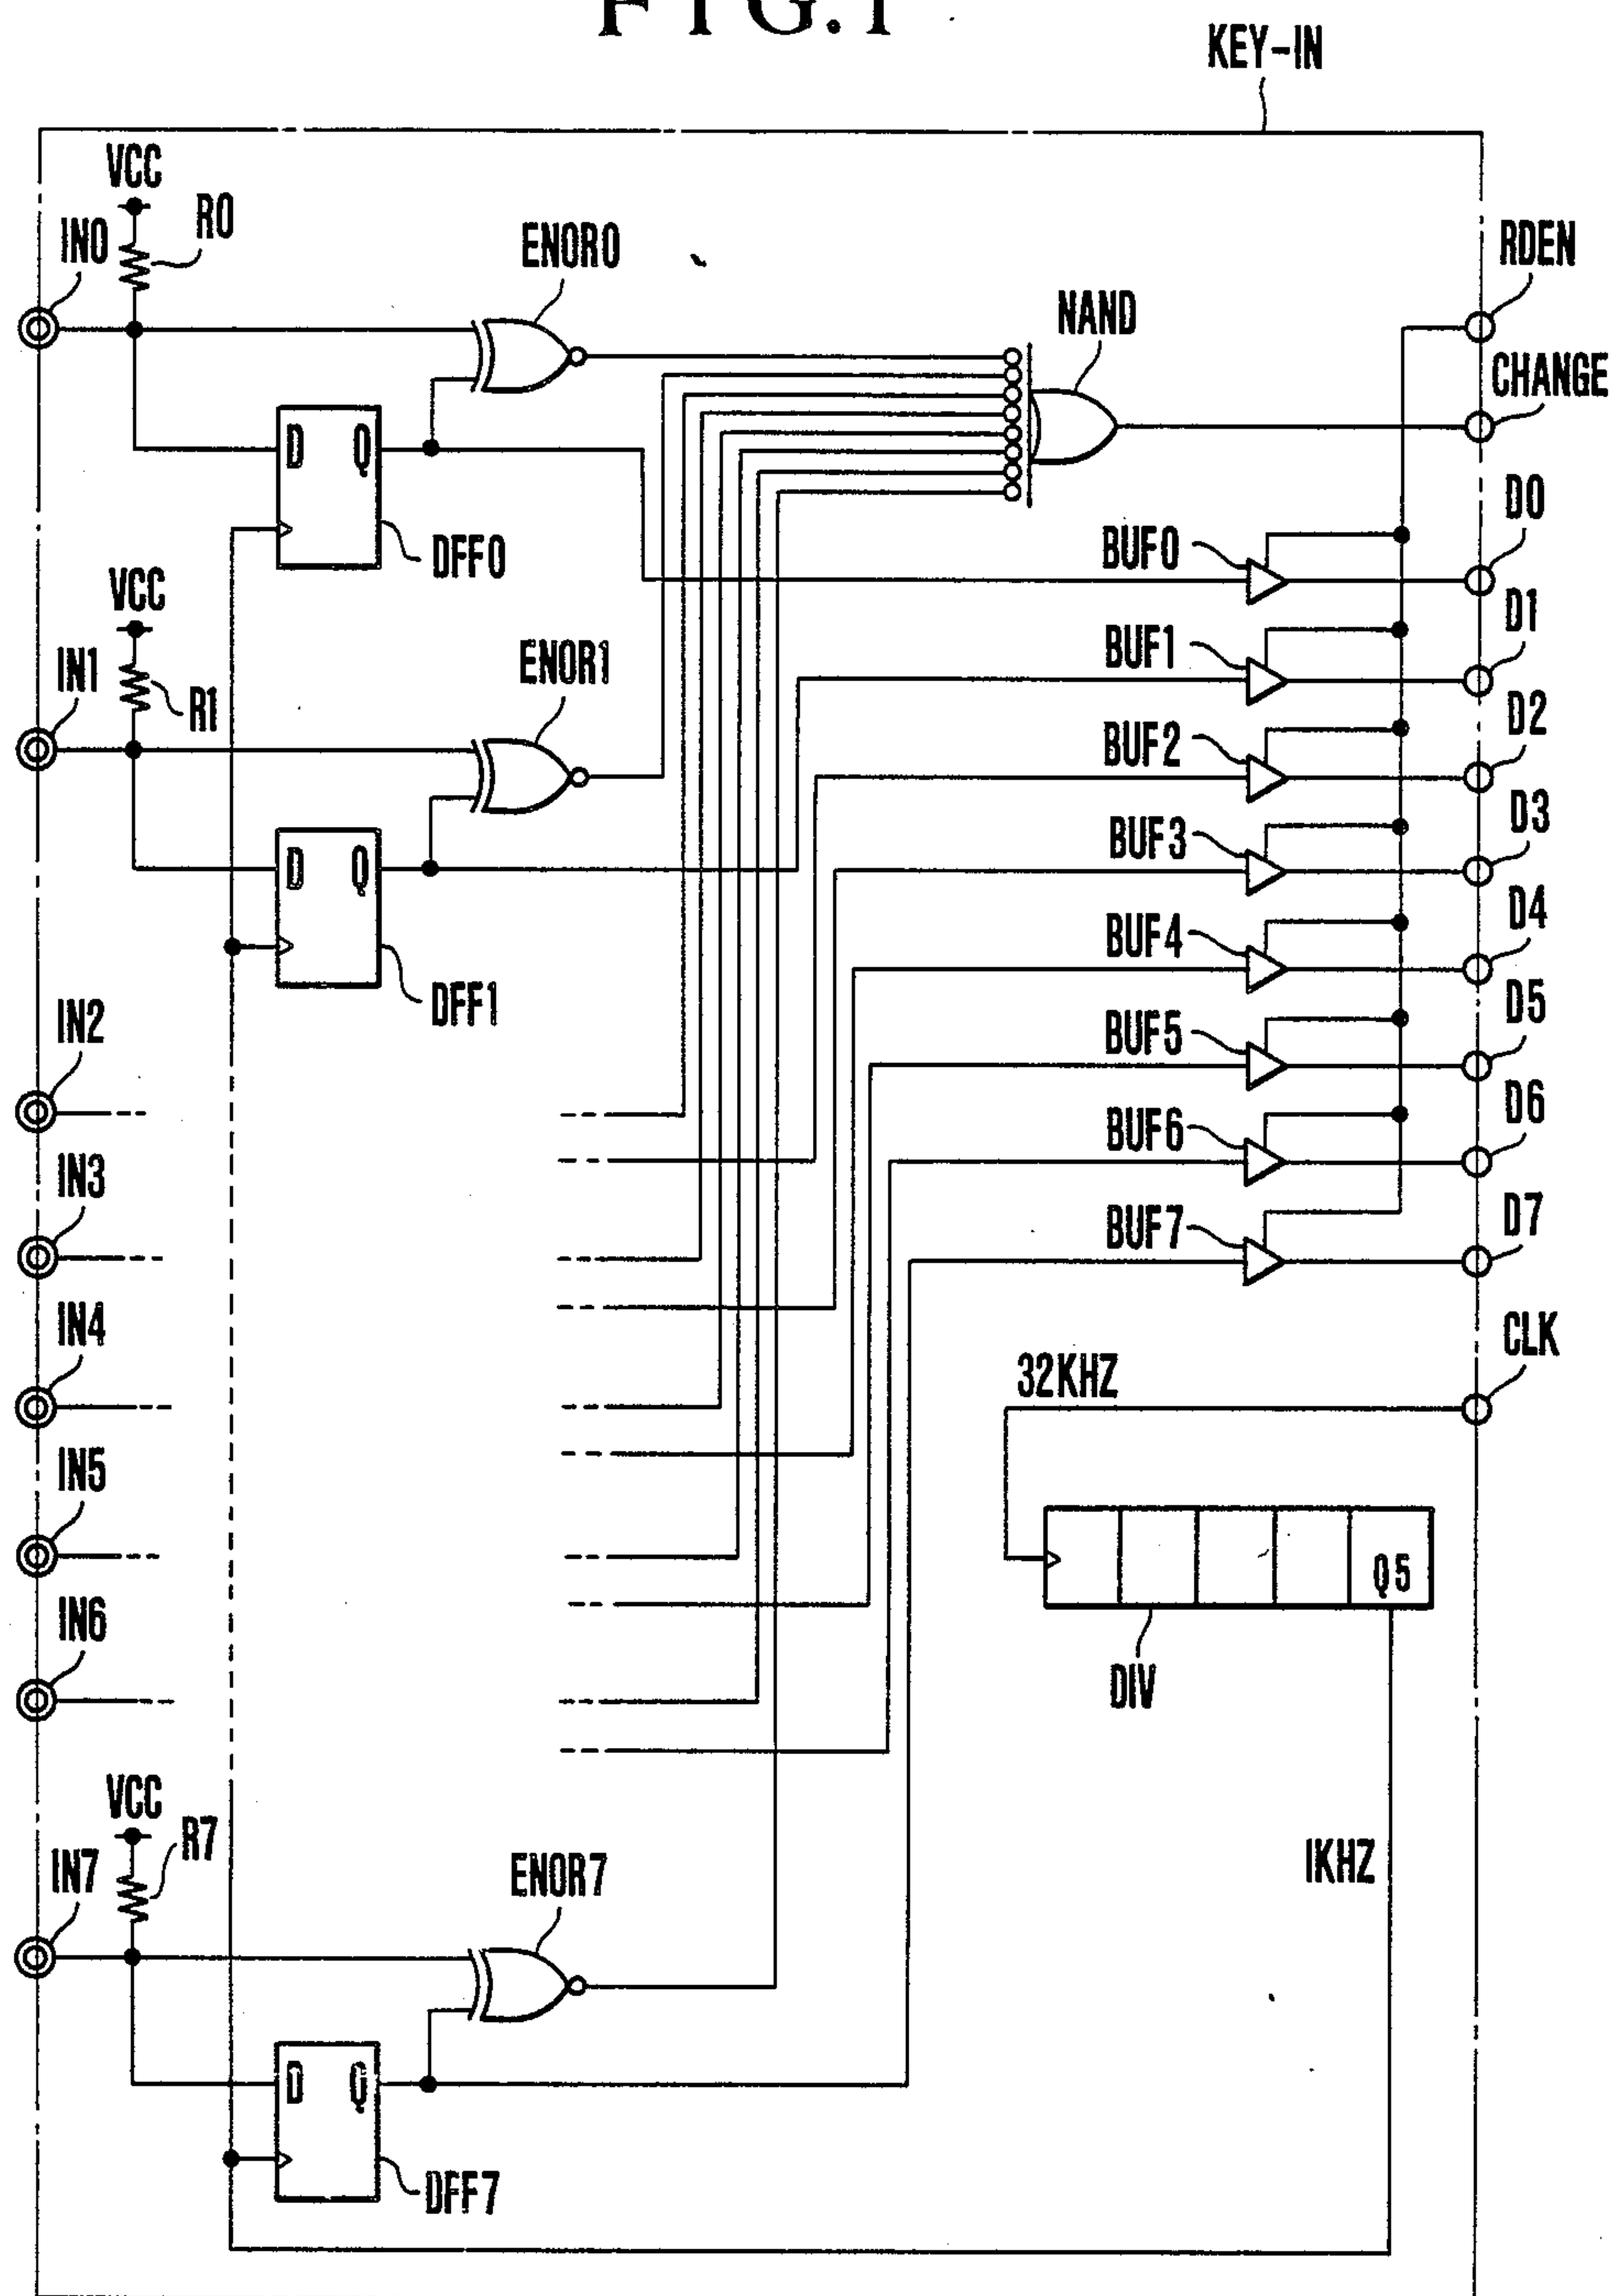 FIG.1
KEY-IN
VCC
R0
IN0
ENOR0
RDEN
NAND
CHANGE
D Q
D0
BUF0
DFF0
VCC
D1
BUF1
IN1
ENOR1
R1
D2
BUF2
D3
BUF3
D Q
D4
BUF4
DFF1
IN2
D5
BUF5
D6
BUF6
IN3
D7
BUF7
IN4
CLK
32KHZ
IN5
Q5
IN6
DIV
VCC
R7
IN7
ENOR7
1KHZ
D Q
DFF7